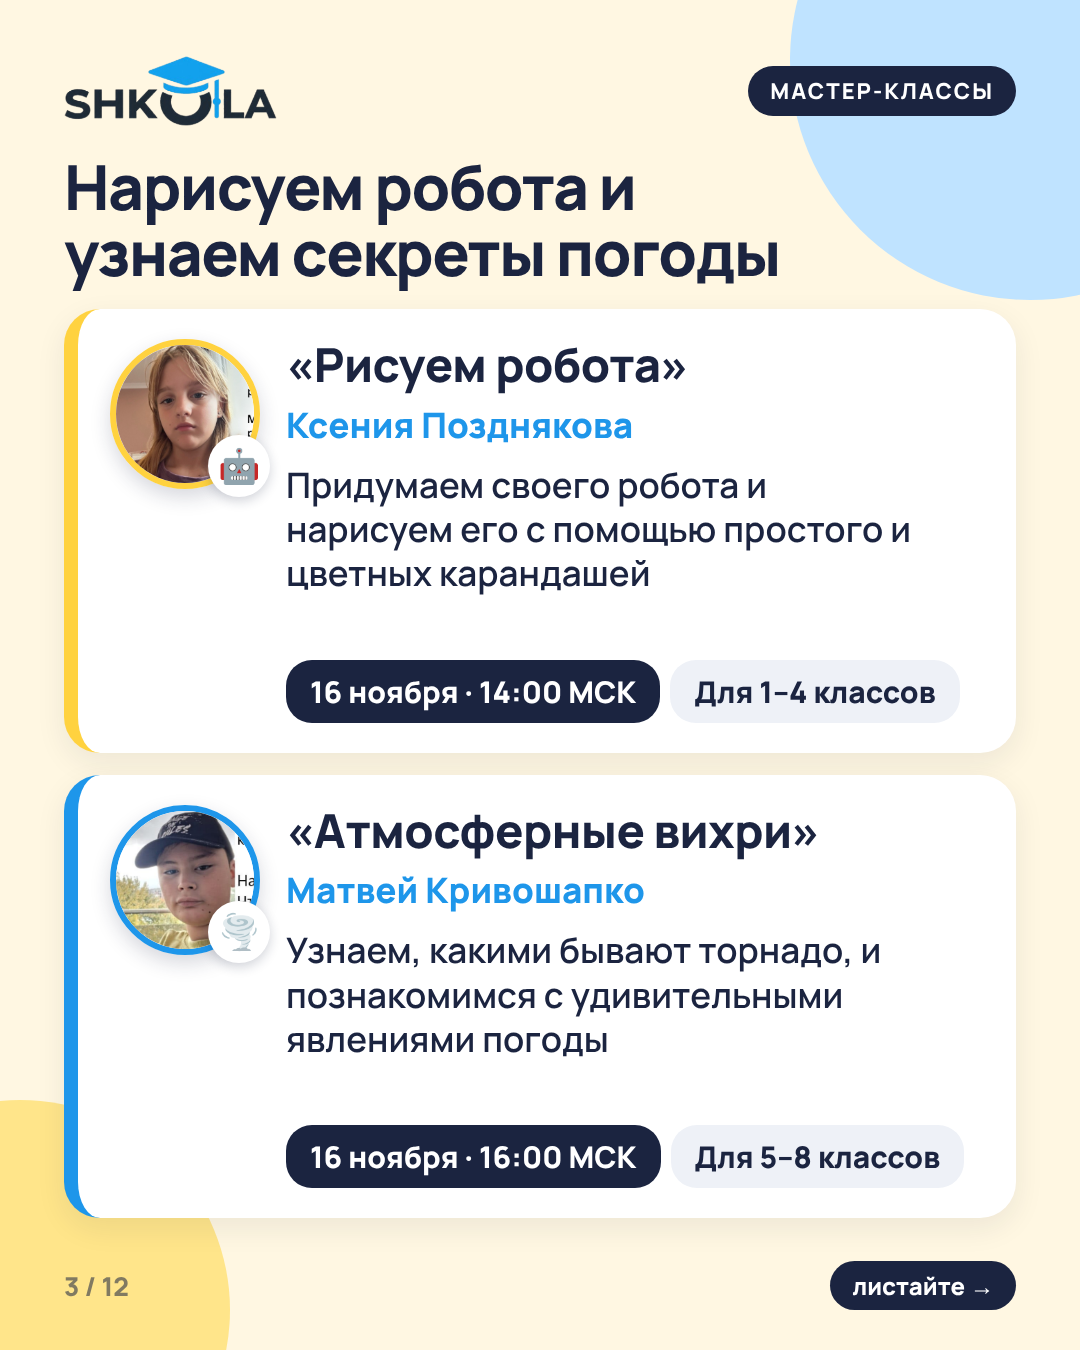 SHKOLA
МАСТЕР-КЛАССЫ
Нарисуем робота и
узнаем секреты погоды
«Рисуем робота»
Ксения Позднякова
Придумаем своего робота и
нарисуем его с помощью простого и
цветных карандашей
16 ноября · 14:00 МСК
Для 1–4 классов
«Атмосферные вихри»
Матвей Кривошапко
Узнаем, какими бывают торнадо, и
познакомимся с удивительными
явлениями погоды
16 ноября · 16:00 МСК
Для 5–8 классов
3 / 12
листайте →